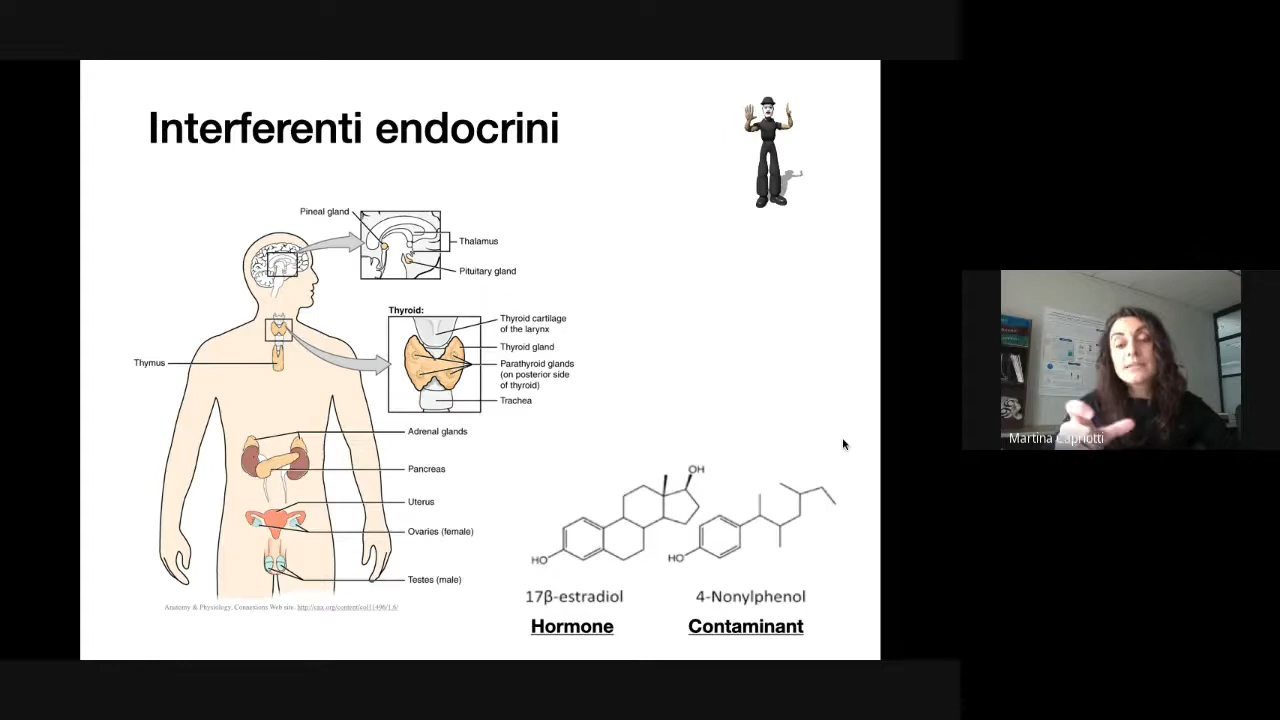 Interferenti endocrini
Pineal gland
Thalamus
Pituitary gland
Thyroid:
Thyroid cartilage
of the larynx
Thyroid gland
Parathyroid glands
(on posterior side
of thyroid)
Trachea
Thymus
Adrenal glands
Pancreas
Uterus
Ovaries (female)
Testes (male)
Anatomy & Physiology, Connexions Web site. http://cnx.org/content/col11496/1.6/
OH
HO
HO
17β-estradiol
4-Nonylphenol
Hormone
Contaminant
Martina Capriotti